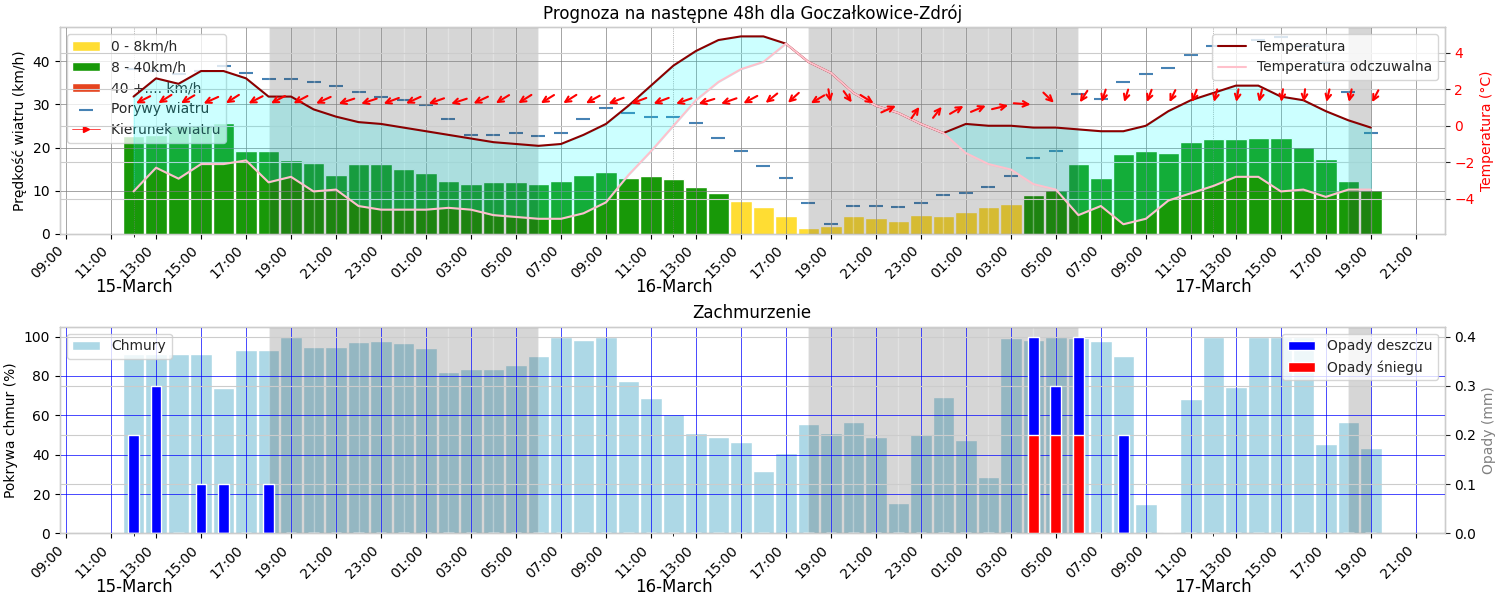 Prognoza na następne 48h dla Goczałkowice-Zdrój
Prędkość wiatru (km/h)
40
30
20
10
0
0 - 8km/h
8 - 40km/h
40 + ... km/h
Porywy wiatru
Kierunek wiatru
Temperatura
Temperatura odczuwalna
4
2
0
−2
−4
Temperatura (°C)
09:00 11:00 13:00 15:00 17:00 19:00 21:00 23:00 01:00 03:00 05:00 07:00 09:00 11:00 13:00 15:00 17:00 19:00 21:00 23:00 01:00 03:00 05:00 07:00 09:00 11:00 13:00 15:00 17:00 19:00 21:00
15-March 16-March 17-March
Zachmurzenie
Pokrywa chmur (%)
100
80
60
40
20
0
Chmury
Opady deszczu
Opady śniegu
0.4
0.3
0.2
0.1
0.0
Opady (mm)
09:00 11:00 13:00 15:00 17:00 19:00 21:00 23:00 01:00 03:00 05:00 07:00 09:00 11:00 13:00 15:00 17:00 19:00 21:00 23:00 01:00 03:00 05:00 07:00 09:00 11:00 13:00 15:00 17:00 19:00 21:00
15-March 16-March 17-March